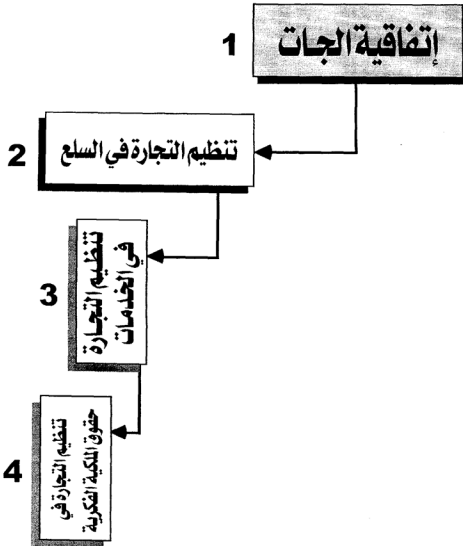 إتفاقية الجات
1
تنظيم التجارة في السلع
2
تنظيم التجارة
في الخدمات
3
تنظيم التجارة في
حقوق الملكية الفكرية
4